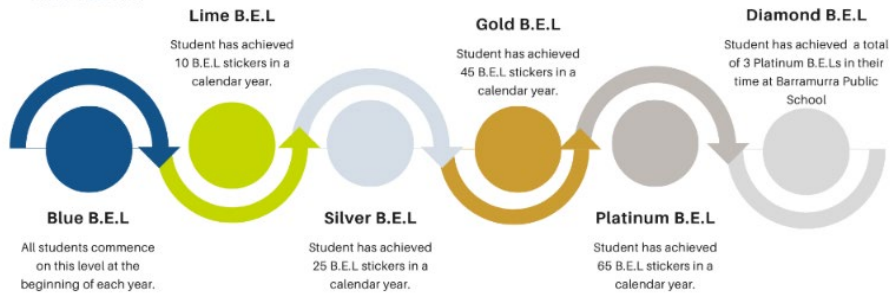 Lime B.E.L
Student has achieved
10 B.E.L stickers in a
calendar year.
Gold B.E.L
Student has achieved
45 B.E.L stickers in a
calendar year.
Diamond B.E.L
Student has achieved  a total
of 3 Platinum B.E.Ls in their
time at Barramurra Public
School
Blue B.E.L
All students commence
on this level at the
beginning of each year.
Silver B.E.L
Student has achieved
25 B.E.L stickers in a
calendar year.
Platinum B.E.L
Student has achieved
65 B.E.L stickers in a
calendar year.